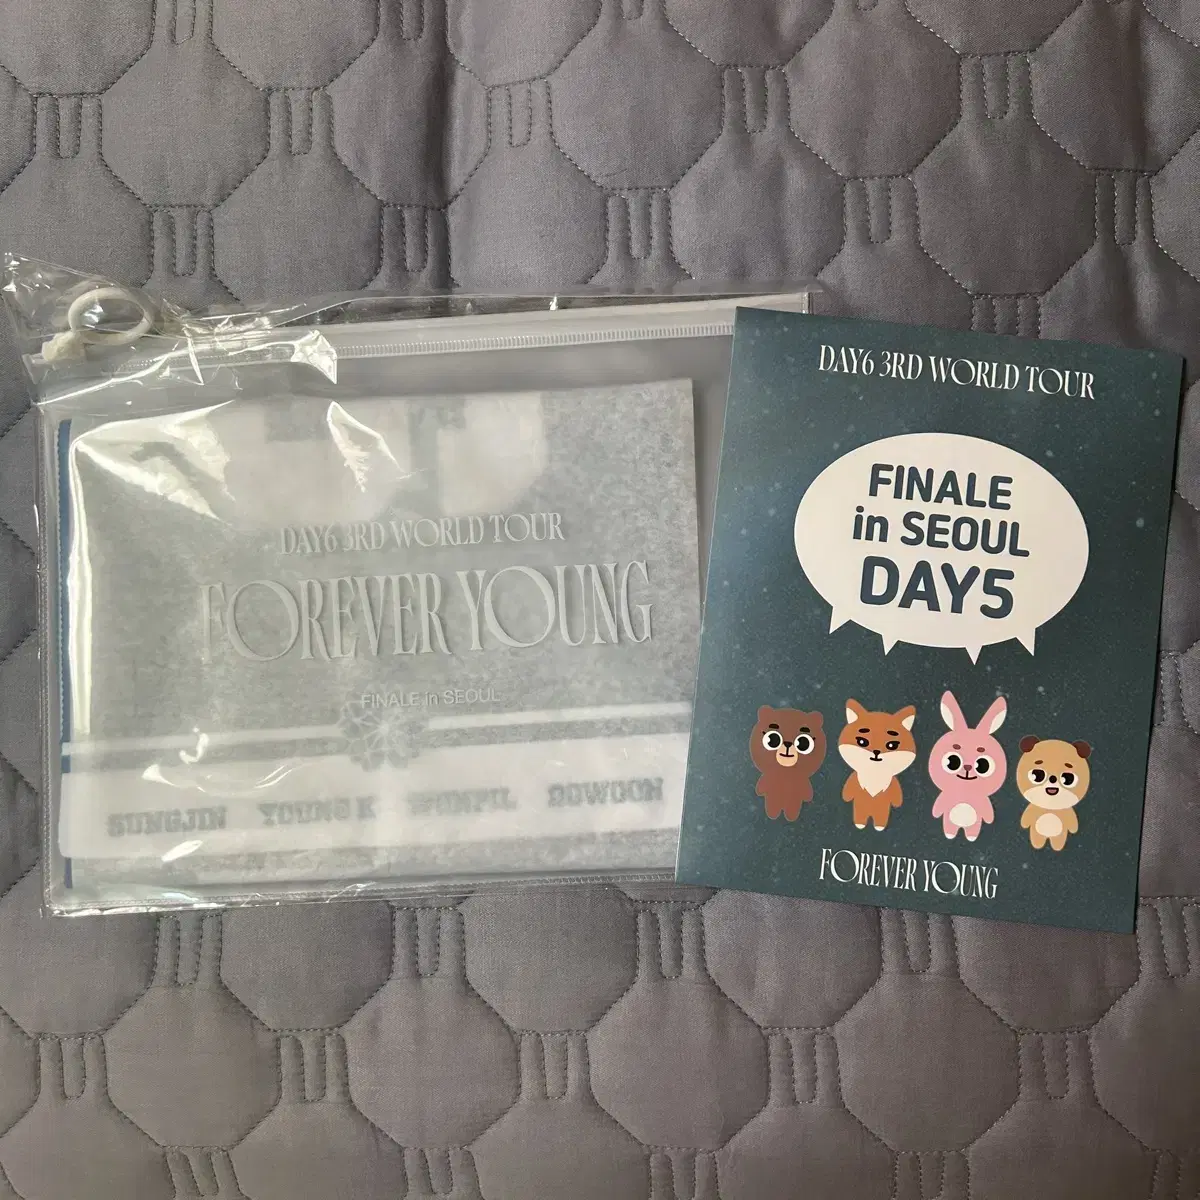 DAY6 3RD WORLD TOUR
FOREVER YOUNG
FINALE in SEOUL
SUNGJIN YOUNG K WONPIL DOWOON
DAY6 3RD WORLD TOUR
FINALE
in SEOUL
DAY5
FOREVER YOUNG